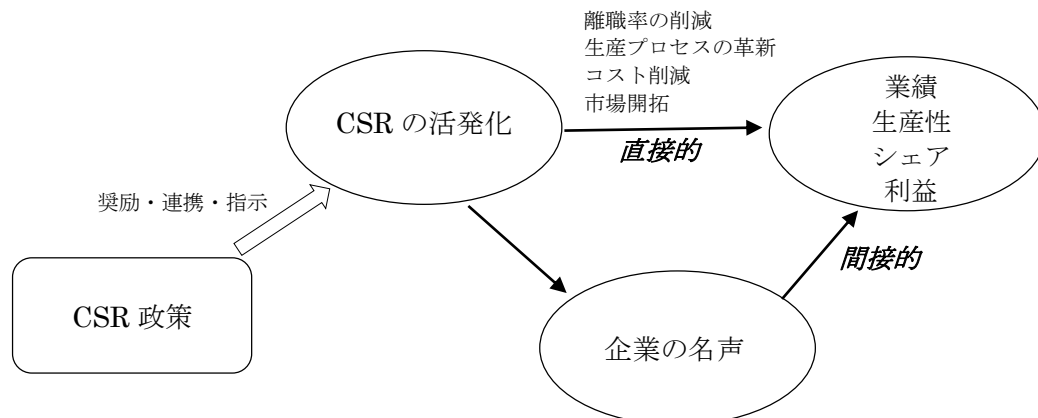 離職率の削減
生産プロセスの革新
コスト削減
市場開拓
CSR の活発化
業績
生産性
シェア
利益
直接的
奨励・連携・指示
間接的
CSR 政策
企業の名声